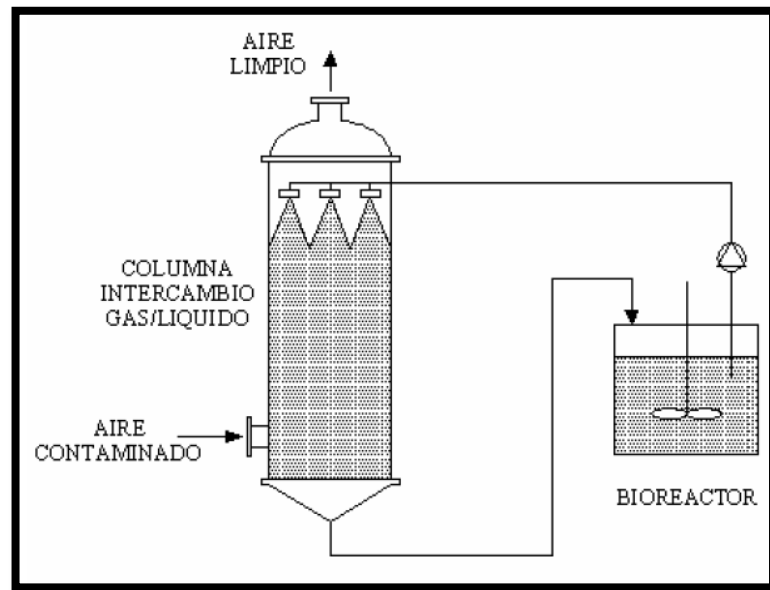 AIRE
LIMPIO
COLUMNA
INTERCAMBIO
GAS/LIQUIDO
AIRE
CONTAMINADO
BIOREACTOR